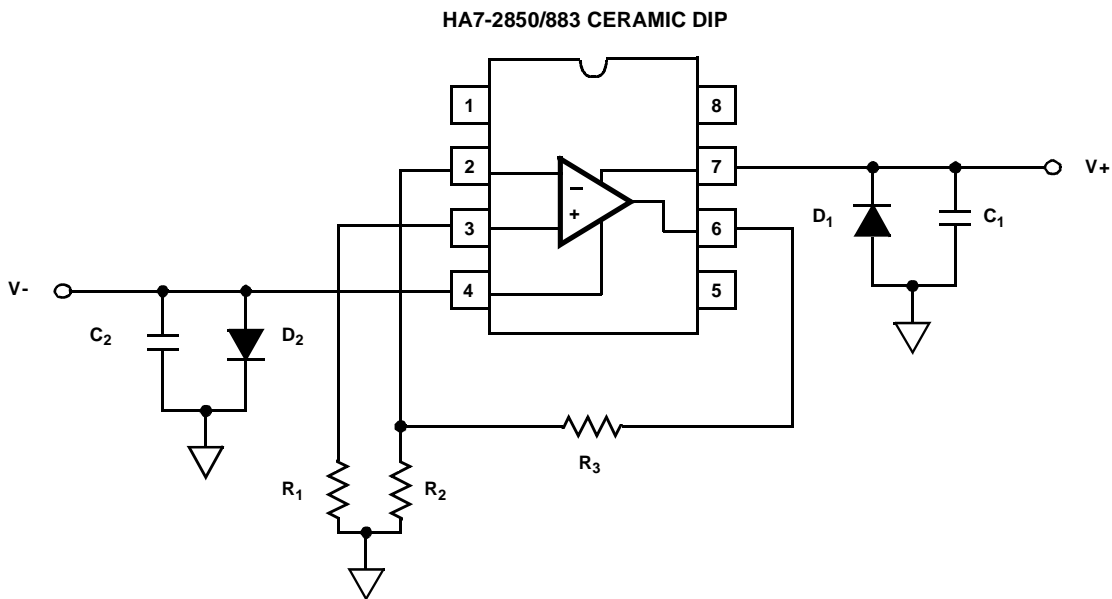 HA7-2850/883 CERAMIC DIP
1
8
2
7
V+
−
D1
C1
+
3
6
V-
4
5
C2
D2
R3
R1
R2